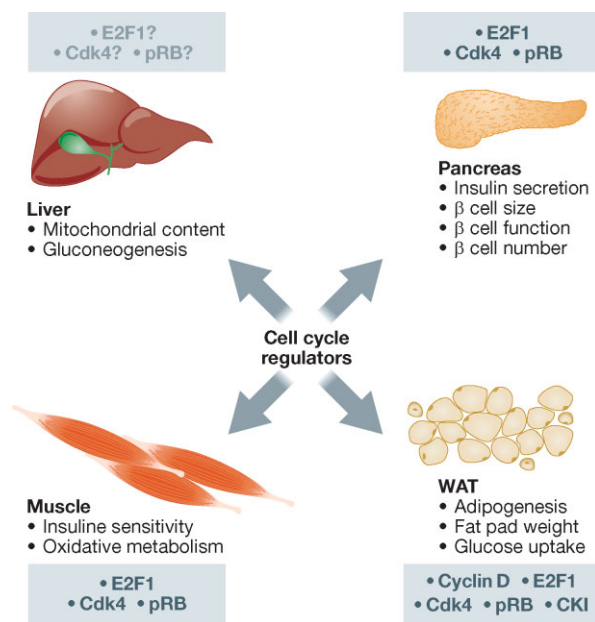 • E2F1?
• Cdk4? • pRB?
Liver
• Mitochondrial content
• Gluconeogenesis
• E2F1
• Cdk4 • pRB
Pancreas
• Insulin secretion
• β cell size
• β cell function
• β cell number
Cell cycle
regulators
Muscle
• Insuline sensitivity
• Oxidative metabolism
• E2F1
• Cdk4 • pRB
WAT
• Adipogenesis
• Fat pad weight
• Glucose uptake
• Cyclin D • E2F1
• Cdk4 • pRB • CKI